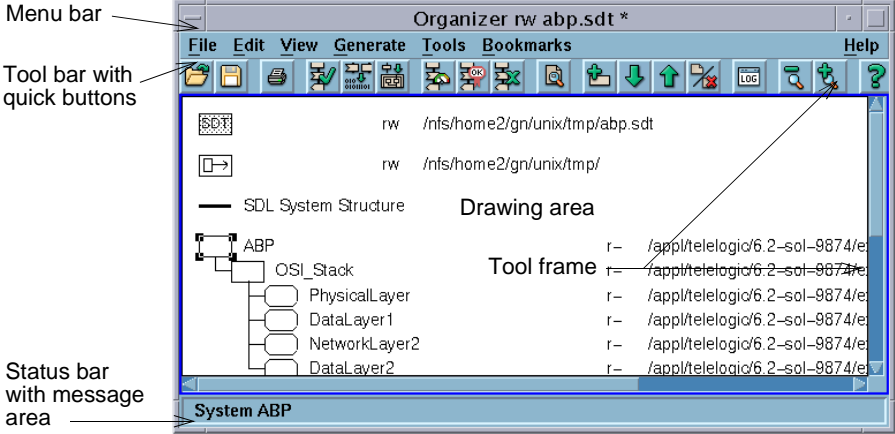 Menu bar
Organizer rw abp.sdt *
File Edit View Generate Tools Bookmarks Help
Tool bar with
quick buttons
OK
LOG
SDT rw /nfs/home2/gn/unix/tmp/abp.sdt
rw /nfs/home2/gn/unix/tmp/
SDL System Structure
Drawing area
ABP r– /appl/telelogic/6.2–sol–9874/e
Tool frame
OSI_Stack r– /appl/telelogic/6.2–sol–9874/e
PhysicalLayer r– /appl/telelogic/6.2–sol–9874/e
DataLayer1 r– /appl/telelogic/6.2–sol–9874/e
NetworkLayer2 r– /appl/telelogic/6.2–sol–9874/e
DataLayer2 r– /appl/telelogic/6.2–sol–9874/e
Status bar
with message
area
System ABP